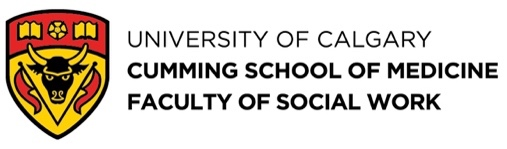 UNIVERSITY OF CALGARY
CUMMING SCHOOL OF MEDICINE
FACULTY OF SOCIAL WORK